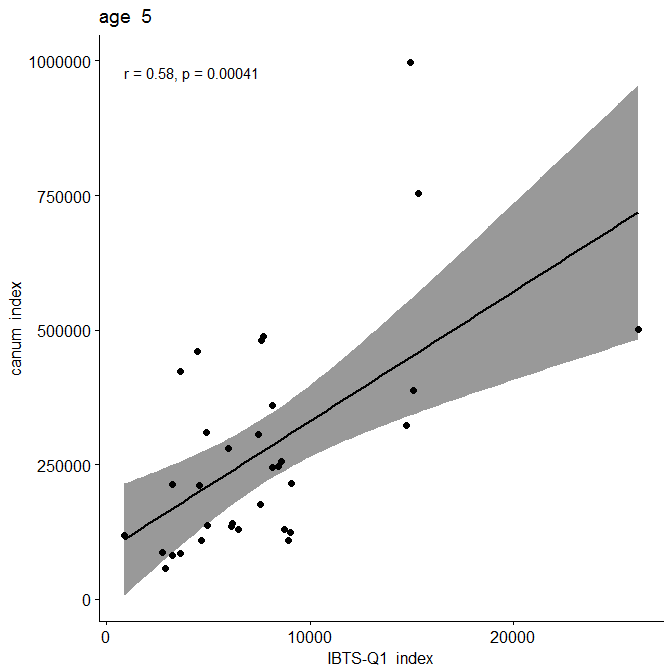 age 5
r = 0.58, p = 0.00041
1000000
750000
500000
250000
0
canum index
0 10000 20000
IBTS-Q1 index